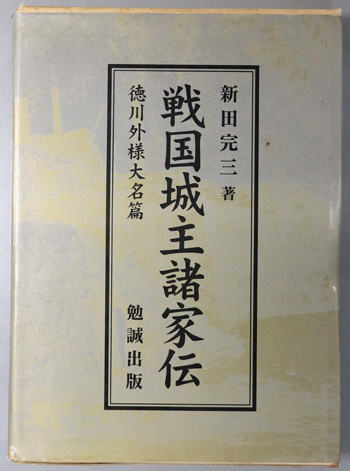 新田完三 著
戦国城主諸家伝
徳川外様大名篇
勉誠出版